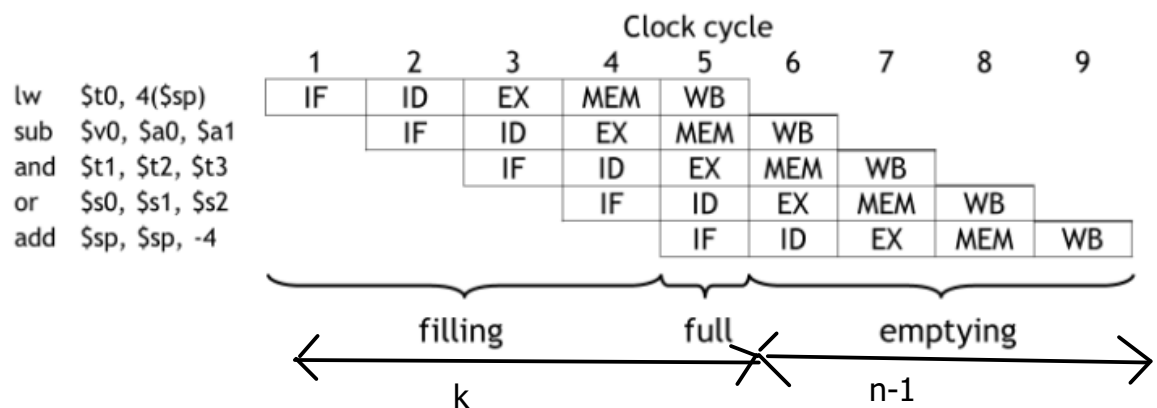 Clock cycle
1 2 3 4 5 6 7 8 9
lw $t0, 4($sp) IF ID EX MEM WB
sub $v0, $a0, $a1 IF ID EX MEM WB
and $t1, $t2, $t3 IF ID EX MEM WB
or $s0, $s1, $s2 IF ID EX MEM WB
add $sp, $sp, -4 IF ID EX MEM WB
filling full emptying
k n-1